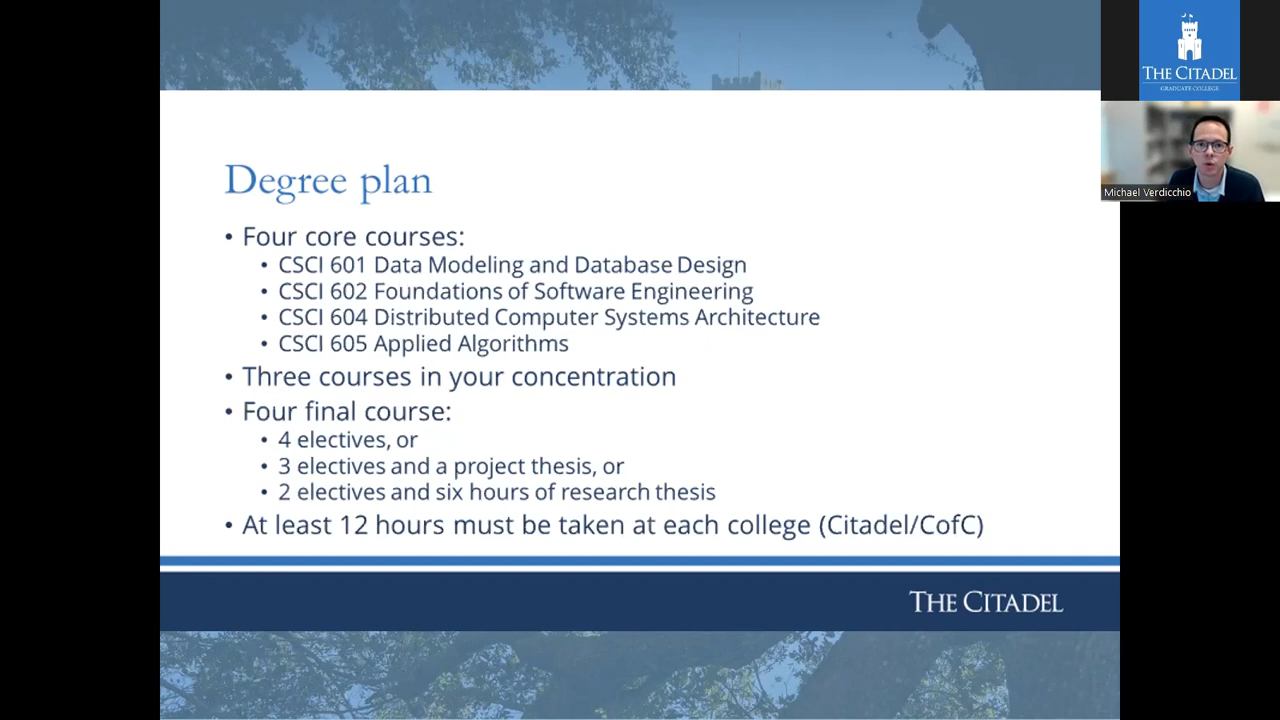 Degree plan
• Four core courses:
• CSCI 601 Data Modeling and Database Design
• CSCI 602 Foundations of Software Engineering
• CSCI 604 Distributed Computer Systems Architecture
• CSCI 605 Applied Algorithms
• Three courses in your concentration
• Four final course:
• 4 electives, or
• 3 electives and a project thesis, or
• 2 electives and six hours of research thesis
• At least 12 hours must be taken at each college (Citadel/CofC)
THE CITADEL
THE CITADEL
GRADUATE COLLEGE
Michael Verdicchio